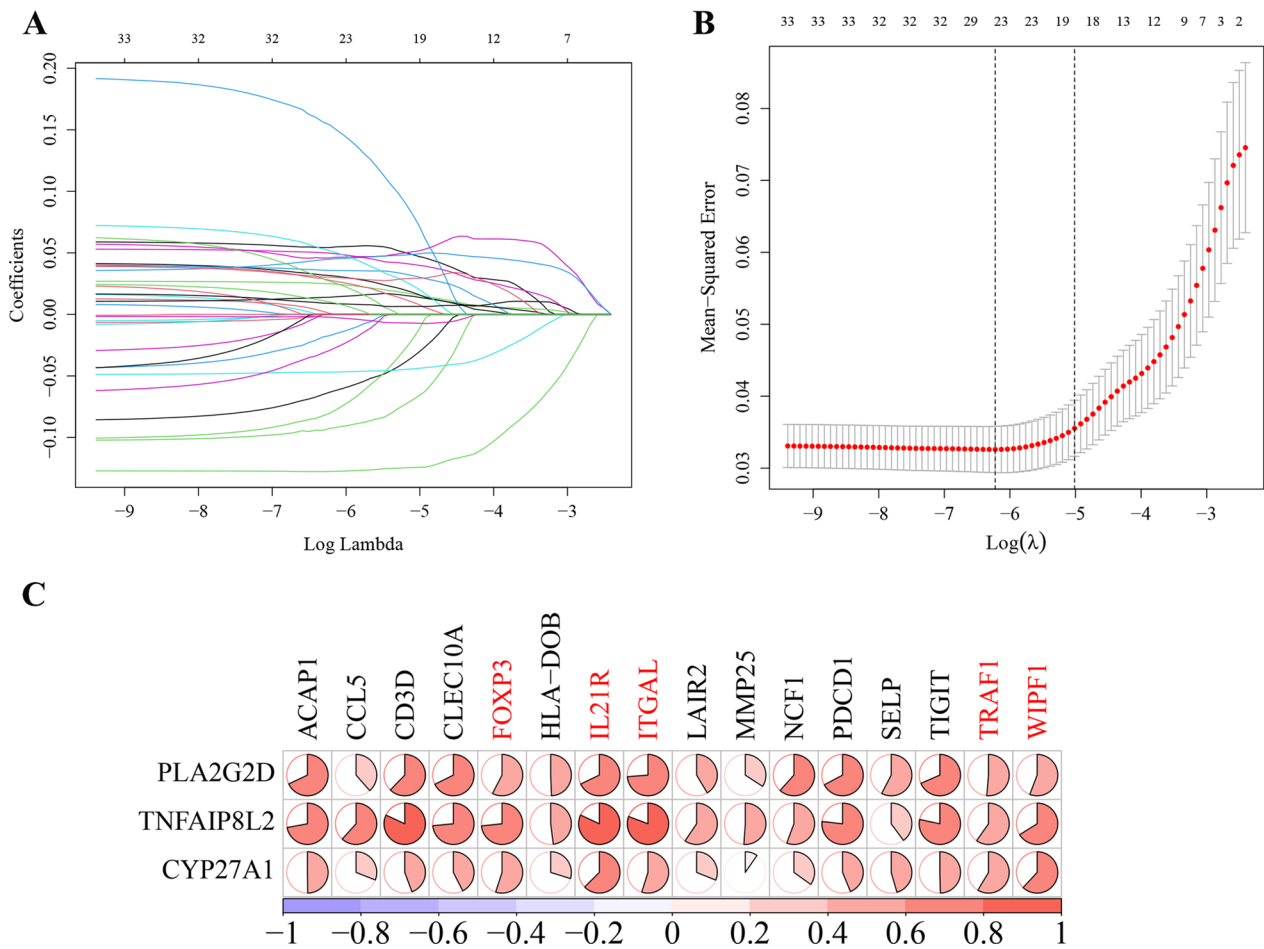 A
33 32 32 23 19 12 7
0.20
0.15
0.10
0.05
0.00
−0.05
−0.10
Coefficients
−9 −8 −7 −6 −5 −4 −3
Log Lambda
B
33 33 33 32 32 32 29 23 23 19 18 13 12 9 7 3 2
0.08
0.07
0.06
0.05
0.04
0.03
Mean−Squared Error
−9 −8 −7 −6 −5 −4 −3
Log(λ)
C
ACAP1
CCL5
CD3D
CLEC10A
FOXP3
HLA−DOB
IL21R
ITGAL
LAIR2
MMP25
NCF1
PDCD1
SELP
TIGIT
TRAF1
WIPF1
PLA2G2D
TNFAIP8L2
CYP27A1
−1 −0.8 −0.6 −0.4 −0.2 0 0.2 0.4 0.6 0.8 1